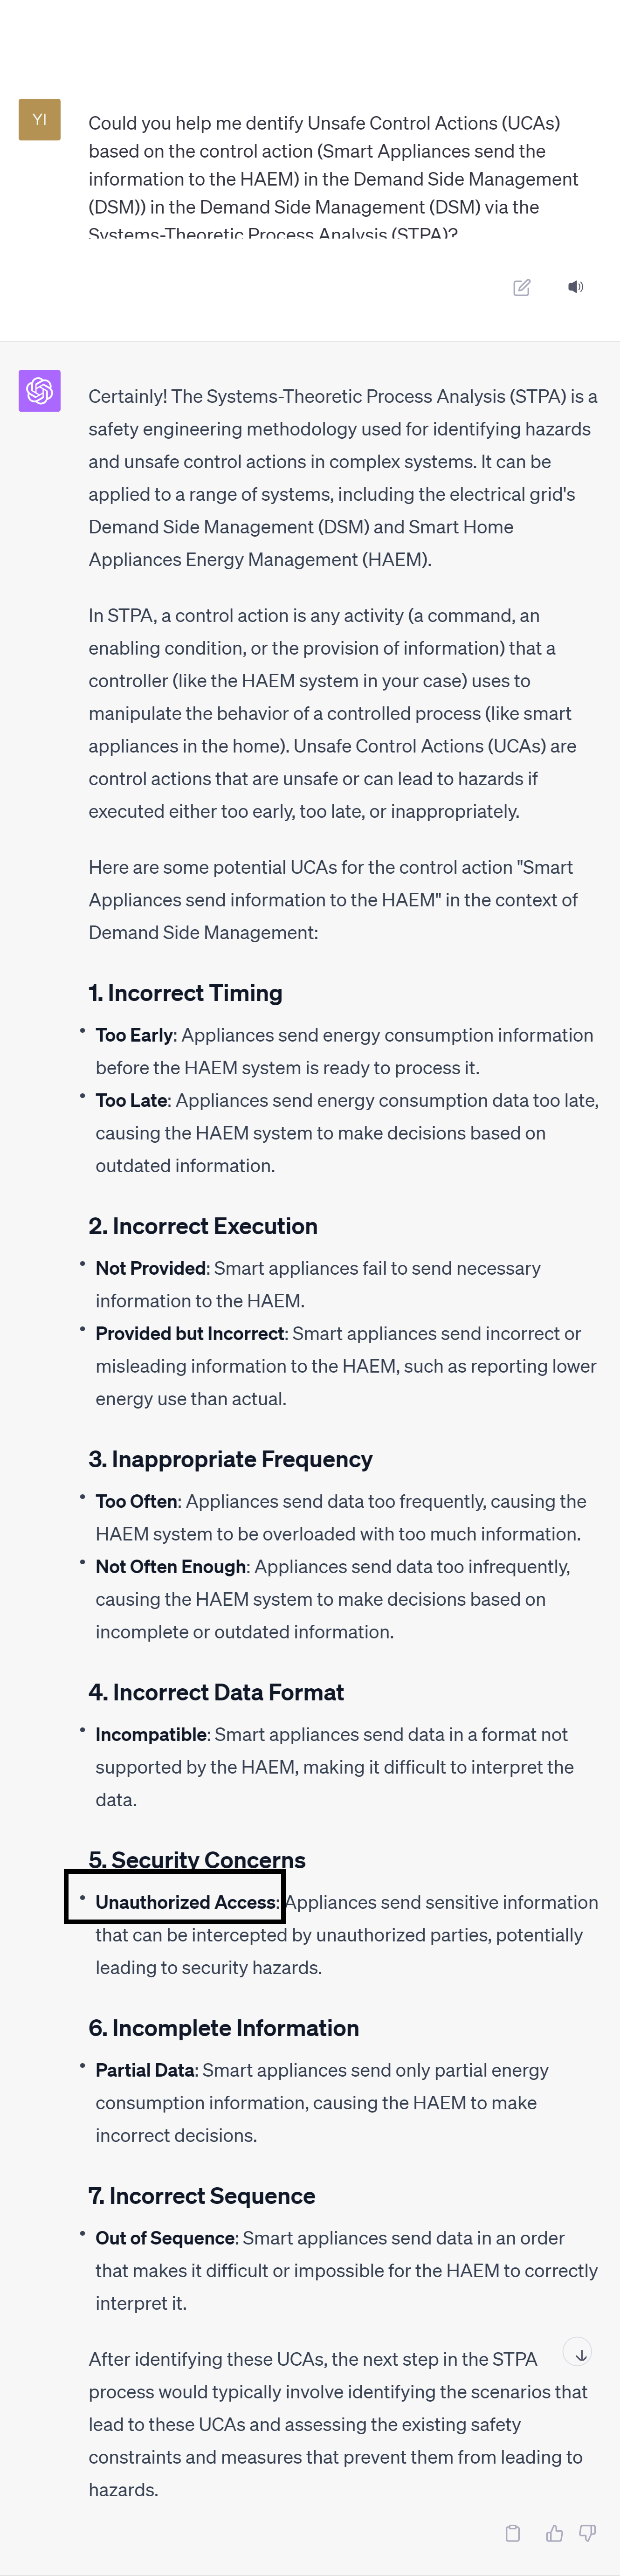 YI
Could you help me dentify Unsafe Control Actions (UCAs)
based on the control action (Smart Appliances send the
information to the HAEM) in the Demand Side Management
(DSM)) in the Demand Side Management (DSM) via the
Systems-Theoretic Process Analysis (STPA)?
Certainly! The Systems-Theoretic Process Analysis (STPA) is a
safety engineering methodology used for identifying hazards
and unsafe control actions in complex systems. It can be
applied to a range of systems, including the electrical grid's
Demand Side Management (DSM) and Smart Home
Appliances Energy Management (HAEM).
In STPA, a control action is any activity (a command, an
enabling condition, or the provision of information) that a
controller (like the HAEM system in your case) uses to
manipulate the behavior of a controlled process (like smart
appliances in the home). Unsafe Control Actions (UCAs) are
control actions that are unsafe or can lead to hazards if
executed either too early, too late, or inappropriately.
Here are some potential UCAs for the control action "Smart
Appliances send information to the HAEM" in the context of
Demand Side Management:
1. Incorrect Timing
• Too Early: Appliances send energy consumption information
before the HAEM system is ready to process it.
• Too Late: Appliances send energy consumption data too late,
causing the HAEM system to make decisions based on
outdated information.
2. Incorrect Execution
• Not Provided: Smart appliances fail to send necessary
information to the HAEM.
• Provided but Incorrect: Smart appliances send incorrect or
misleading information to the HAEM, such as reporting lower
energy use than actual.
3. Inappropriate Frequency
• Too Often: Appliances send data too frequently, causing the
HAEM system to be overloaded with too much information.
• Not Often Enough: Appliances send data too infrequently,
causing the HAEM system to make decisions based on
incomplete or outdated information.
4. Incorrect Data Format
• Incompatible: Smart appliances send data in a format not
supported by the HAEM, making it difficult to interpret the
data.
5. Security Concerns
• Unauthorized Access: Appliances send sensitive information
that can be intercepted by unauthorized parties, potentially
leading to security hazards.
6. Incomplete Information
• Partial Data: Smart appliances send only partial energy
consumption information, causing the HAEM to make
incorrect decisions.
7. Incorrect Sequence
• Out of Sequence: Smart appliances send data in an order
that makes it difficult or impossible for the HAEM to correctly
interpret it.
After identifying these UCAs, the next step in the STPA
process would typically involve identifying the scenarios that
lead to these UCAs and assessing the existing safety
constraints and measures that prevent them from leading to
hazards.